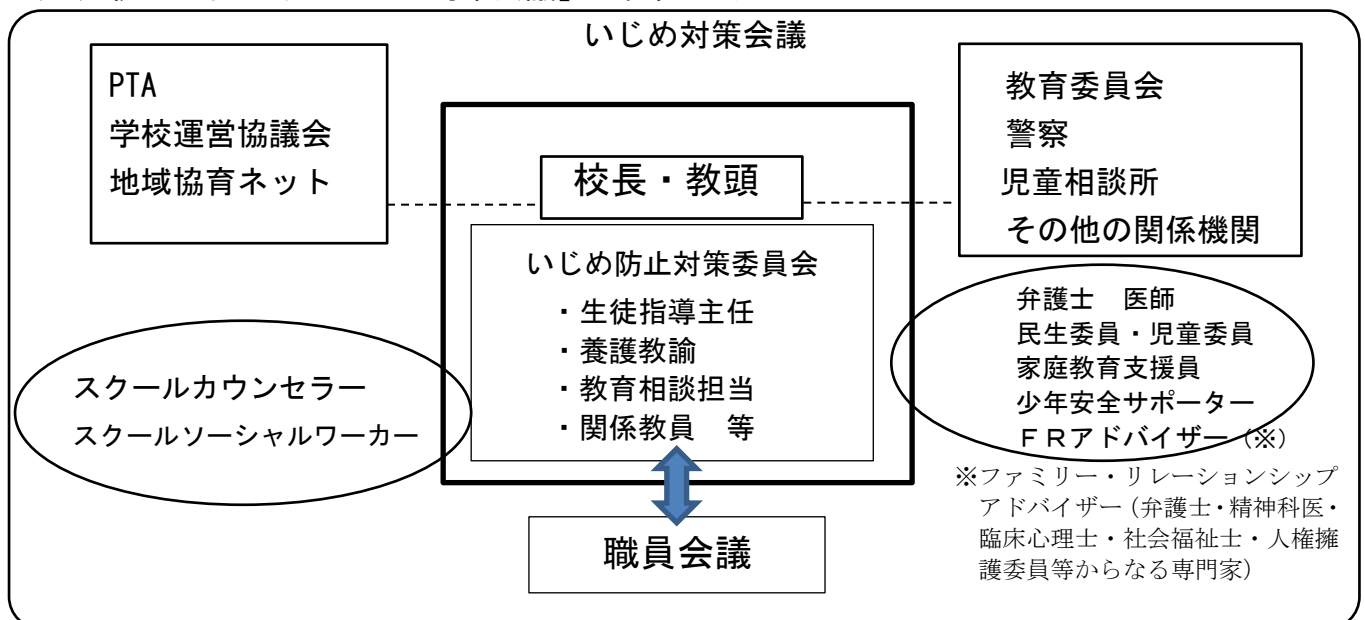 いじめ対策会議
PTA
学校運営協議会
地域協育ネット
校長・教頭
いじめ防止対策委員会
・生徒指導主任
・養護教諭
・教育相談担当
・関係教員　等
教育委員会
警察
児童相談所
その他の関係機関
スクールカウンセラー
スクールソーシャルワーカー
弁護士　医師
民生委員・児童委員
家庭教育支援員
少年安全サポーター
ＦＲアドバイザー（※）
※ファミリー・リレーションシップ
アドバイザー（弁護士・精神科医・
臨床心理士・社会福祉士・人権擁
護委員等からなる専門家）
職員会議